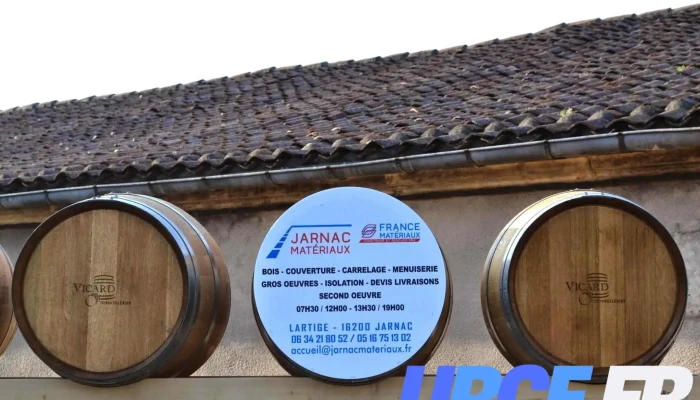 JARNAC
MATÉRIAUX
FRANCE
MATÉRIAUX
BOIS - COUVERTURE - CARRELAGE - MENUISERIE
GROS OEUVRES - ISOLATION - DEVIS LIVRAISONS
SECOND OEUVRE
07H30 / 12H00 - 13H30 / 19H00
LARTIGE - 16200 JARNAC
06 34 21 80 52 / 05 16 75 13 02
accueil@jarnacmateriaux.fr
VICARD
VICARD